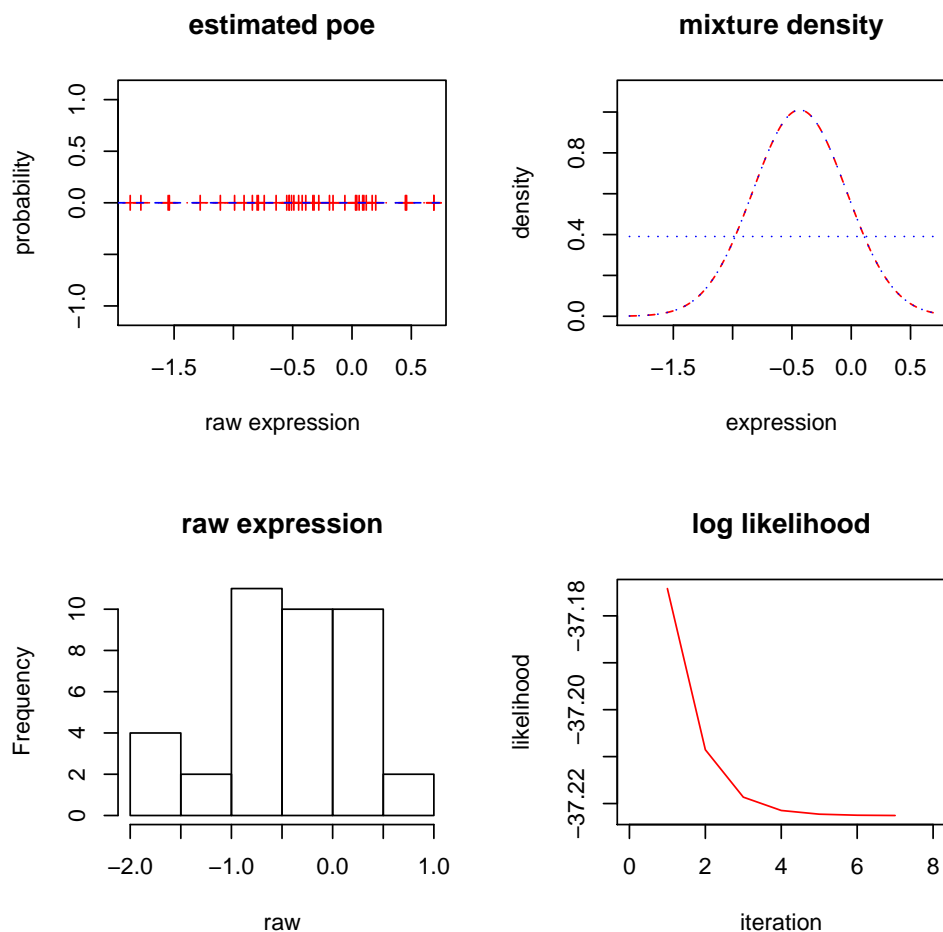 estimated poe
probability
1.0
0.5
0.0
−1.0
−1.5
−0.5
0.0
0.5
raw expression
mixture density
density
0.8
0.4
0.0
−1.5
−0.5
0.0
0.5
expression
raw expression
Frequency
10
8
6
4
2
0
−2.0
−1.0
0.0
1.0
raw
log likelihood
likelihood
−37.18
−37.20
−37.22
0
2
4
6
8
iteration